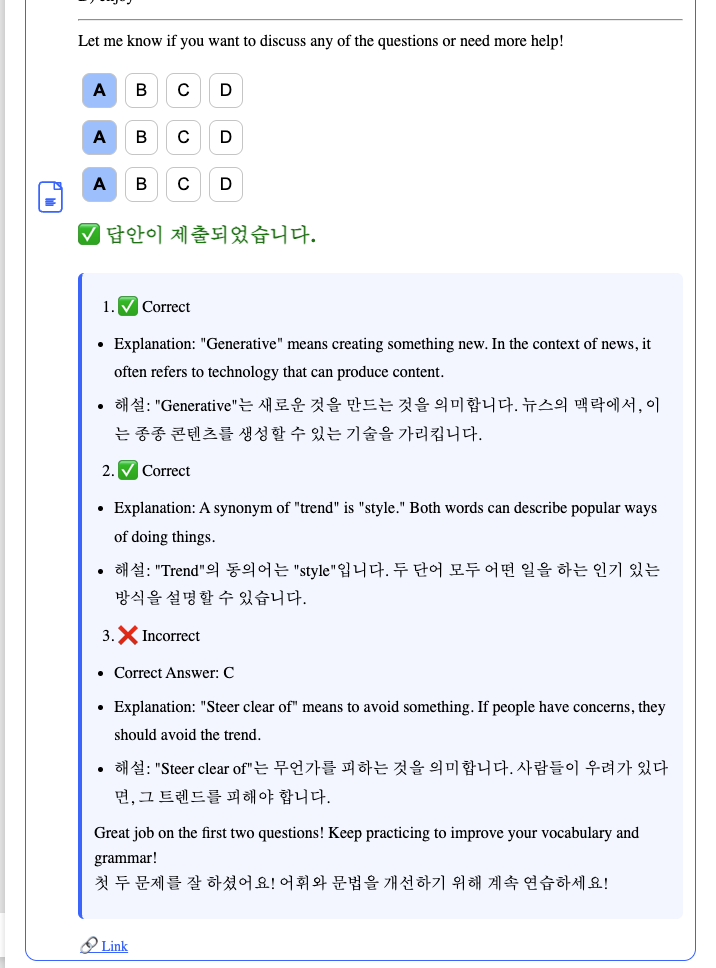 Let me know if you want to discuss any of the questions or need more help!
A B C D
A B C D
A B C D
✅ 답안이 제출되었습니다.
1. ✅ Correct
• Explanation: "Generative" means creating something new. In the context of news, it
often refers to technology that can produce content.
• 해설: "Generative"는 새로운 것을 만드는 것을 의미합니다. 뉴스의 맥락에서, 이
는 종종 콘텐츠를 생성할 수 있는 기술을 가리킵니다.
2. ✅ Correct
• Explanation: A synonym of "trend" is "style." Both words can describe popular ways
of doing things.
• 해설: "Trend"의 동의어는 "style"입니다. 두 단어 모두 어떤 일을 하는 인기 있는
방식을 설명할 수 있습니다.
3. ❌ Incorrect
• Correct Answer: C
• Explanation: "Steer clear of" means to avoid something. If people have concerns, they
should avoid the trend.
• 해설: "Steer clear of"는 무언가를 피하는 것을 의미합니다. 사람들이 우려가 있다
면, 그 트렌드를 피해야 합니다.
Great job on the first two questions! Keep practicing to improve your vocabulary and
grammar!
첫 두 문제를 잘 하셨어요! 어휘와 문법을 개선하기 위해 계속 연습하세요!
🔗 Link